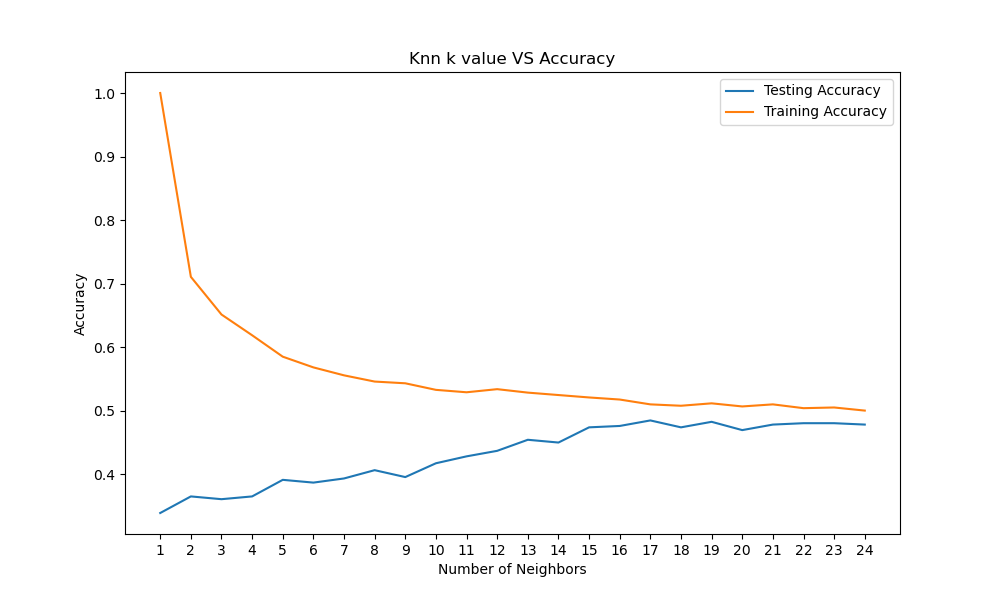 Knn k value VS Accuracy
Testing Accuracy
Training Accuracy
Accuracy
1.0
0.9
0.8
0.7
0.6
0.5
0.4
1 2 3 4 5 6 7 8 9 10 11 12 13 14 15 16 17 18 19 20 21 22 23 24
Number of Neighbors